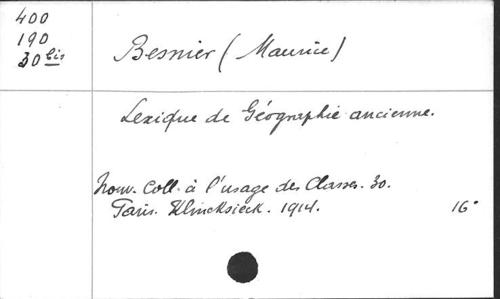 400
190
30 bis
Besnier (Maurice)
Lexique de Géographie ancienne.
Nouv. Coll. à l'usage des Classes. 30.
Paris. Klincksieck. 1914. 16°